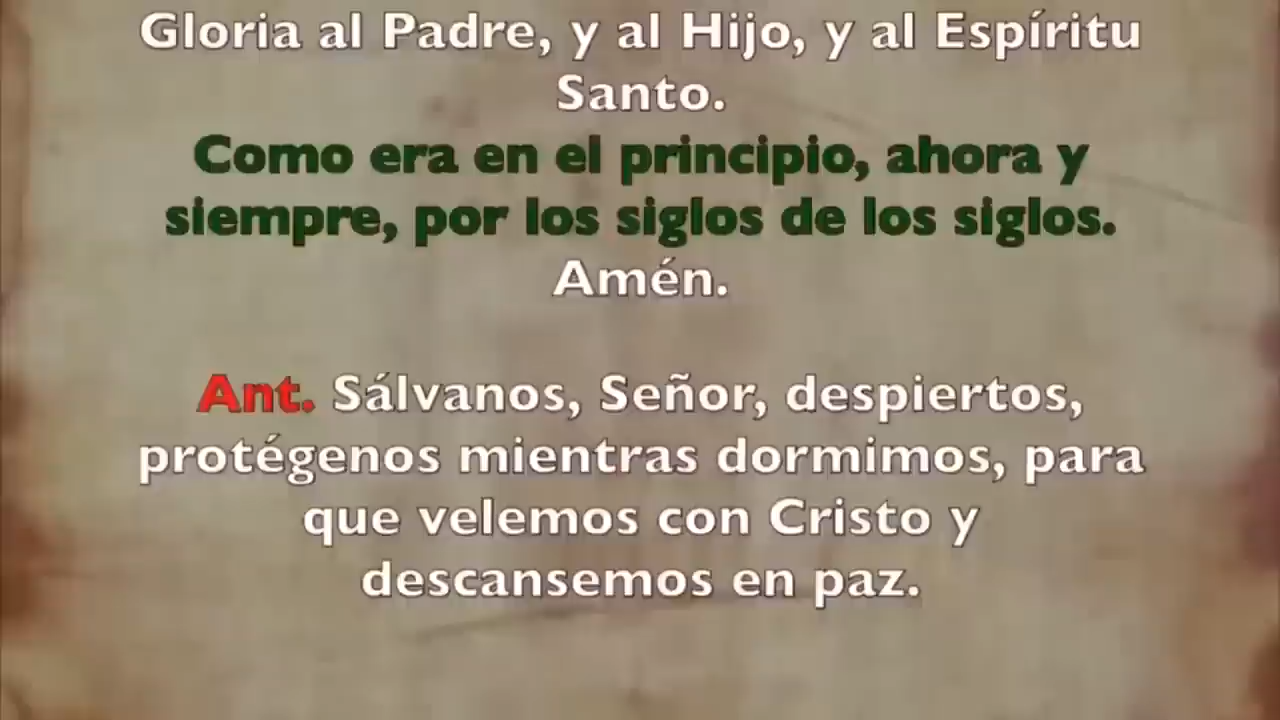 Gloria al Padre, y al Hijo, y al Espíritu
Santo.
Como era en el principio, ahora y
siempre, por los siglos de los siglos.
Amén.
Ant. Sálvanos, Señor, despiertos,
protégenos mientras dormimos, para
que velemos con Cristo y
descansemos en paz.